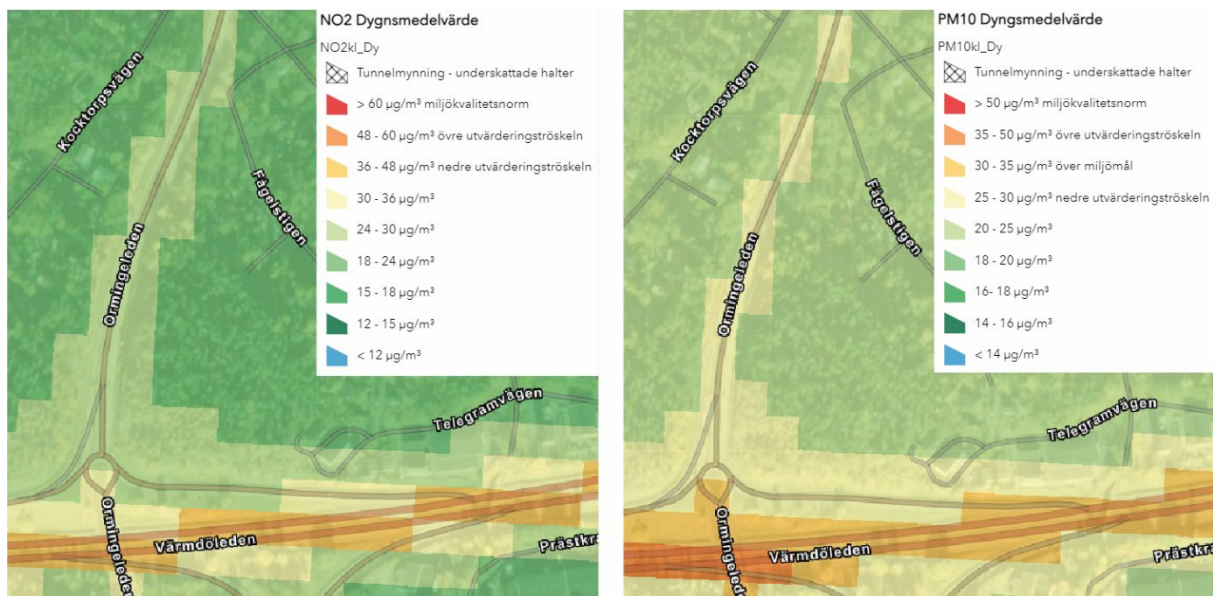 NO2 Dygnsmedelvärde
NO2kl_Dy
Tunnelmynning - underskattade halter
> 60 µg/m³ miljökvalitetsnorm
48 - 60 µg/m³ övre utvärderingströskeln
36 - 48 µg/m³ nedre utvärderingströskeln
30 - 36 µg/m³
24 - 30 µg/m³
18 - 24 µg/m³
15 - 18 µg/m³
12 - 15 µg/m³
< 12 µg/m³
Kocktorpsvägen
Fågelstigen
Ormingeleden
Telegramvägen
Ormingeleden
Värmdöleden
Prästkra
PM10 Dyngsmedelvärde
PM10kl_Dy
Tunnelmynning - underskattade halter
> 50 µg/m³ miljökvalitetsnorm
35 - 50 µg/m³ övre utvärderingströskeln
30 - 35 µg/m³ över miljömål
25 - 30 µg/m³ nedre utvärderingströskeln
20 - 25 µg/m³
18 - 20 µg/m³
16- 18 µg/m³
14 - 16 µg/m³
< 14 µg/m³
Kocktorpsvägen
Fågelstigen
Ormingeleden
Telegramvägen
Ormingeled
Värmdöleden
Prästkra